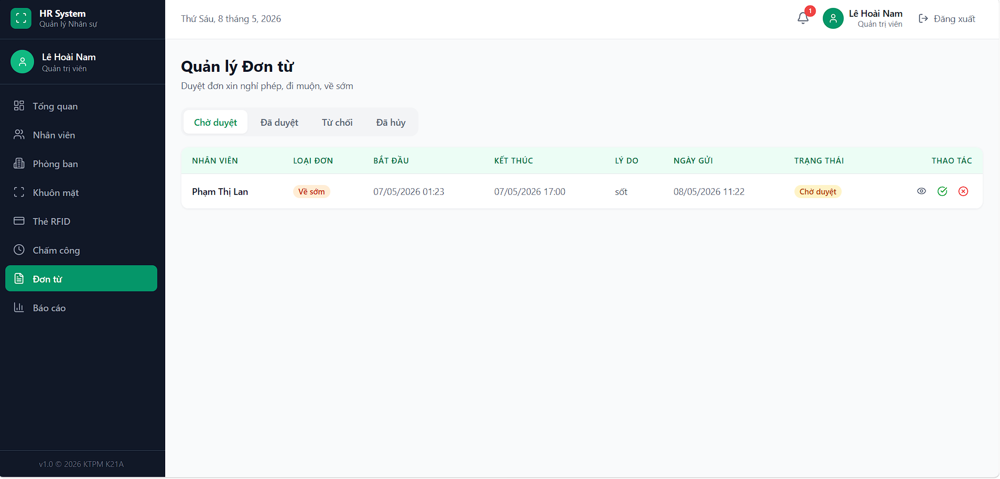 HR System
Quản lý Nhân sự
Lê Hoài Nam
Quản trị viên
Tổng quan
Nhân viên
Phòng ban
Khuôn mặt
Thẻ RFID
Chấm công
Đơn từ
Báo cáo
v1.0 © 2026 KTPM K21A
Thứ Sáu, 8 tháng 5, 2026
1
Lê Hoài Nam
Quản trị viên
Đăng xuất
Quản lý Đơn từ
Duyệt đơn xin nghỉ phép, đi muộn, về sớm
Chờ duyệt Đã duyệt Từ chối Đã hủy
NHÂN VIÊN LOẠI ĐƠN BẮT ĐẦU KẾT THÚC LÝ DO NGÀY GỬI TRẠNG THÁI THAO TÁC
Phạm Thị Lan Về sớm 07/05/2026 01:23 07/05/2026 17:00 sốt 08/05/2026 11:22 Chờ duyệt